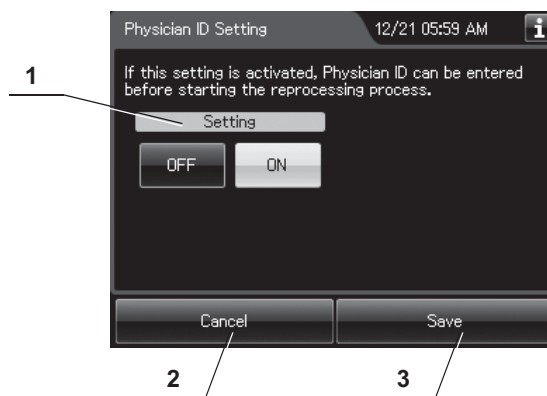 Physician ID Setting 12/21 05:59 AM i
1
If this setting is activated, Physician ID can be entered
before starting the reprocessing process.
Setting
OFF ON
Cancel Save
2 3